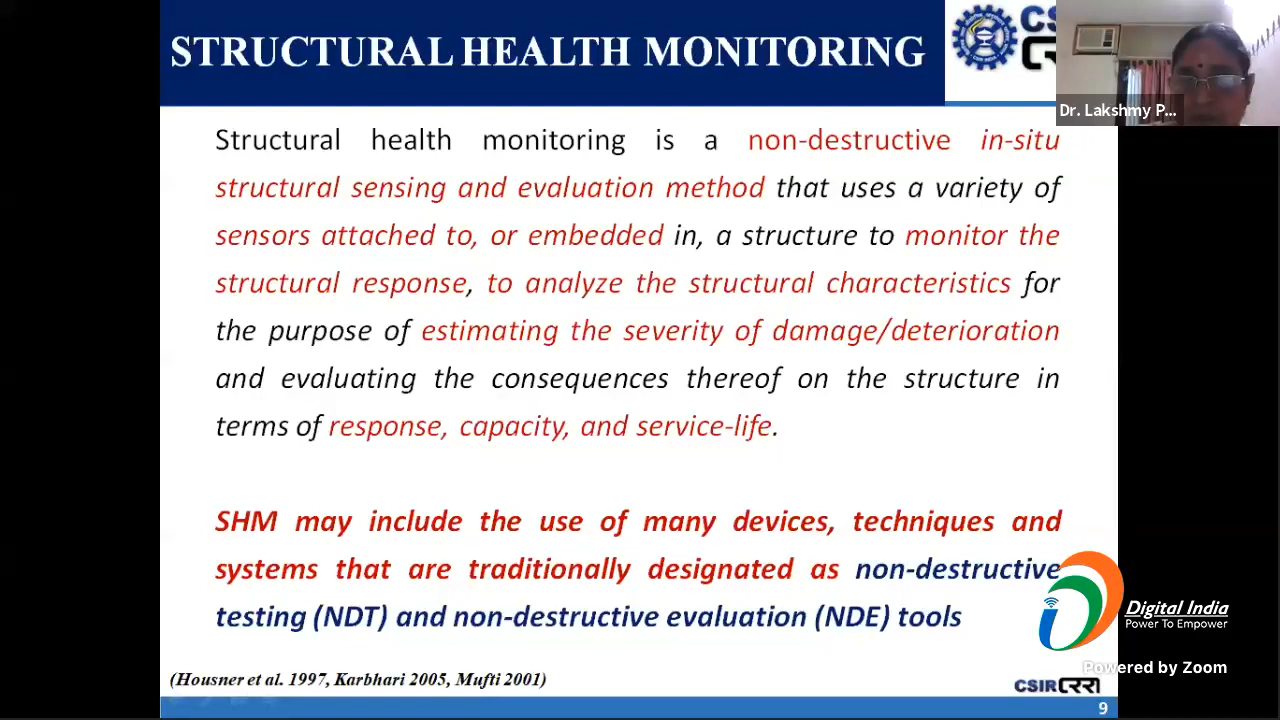 STRUCTURAL HEALTH MONITORING
CS
Dr. Lakshmy P...
Structural health monitoring is a non-destructive in-situ
structural sensing and evaluation method that uses a variety of
sensors attached to, or embedded in, a structure to monitor the
structural response, to analyze the structural characteristics for
the purpose of estimating the severity of damage/deterioration
and evaluating the consequences thereof on the structure in
terms of response, capacity, and service-life.
SHM may include the use of many devices, techniques and
systems that are traditionally designated as non-destructive
testing (NDT) and non-destructive evaluation (NDE) tools
Digital India
Power To Empower
Powered by Zoom
(Housner et al. 1997, Karbhari 2005, Mufti 2001)
CSIR CRRI
9